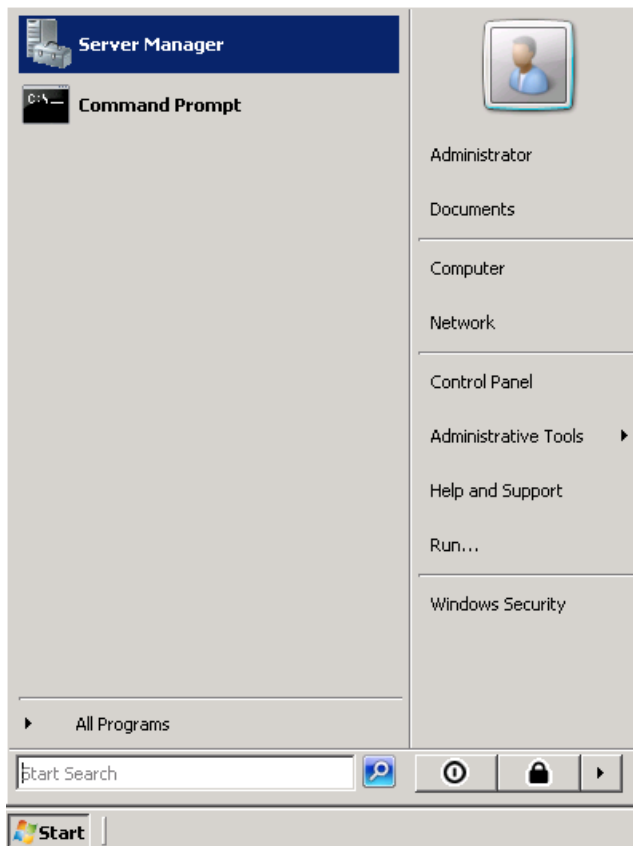 Server Manager
C:\
Command Prompt
Administrator
Documents
Computer
Network
Control Panel
Administrative Tools
Help and Support
Run...
Windows Security
All Programs
Start Search
Start